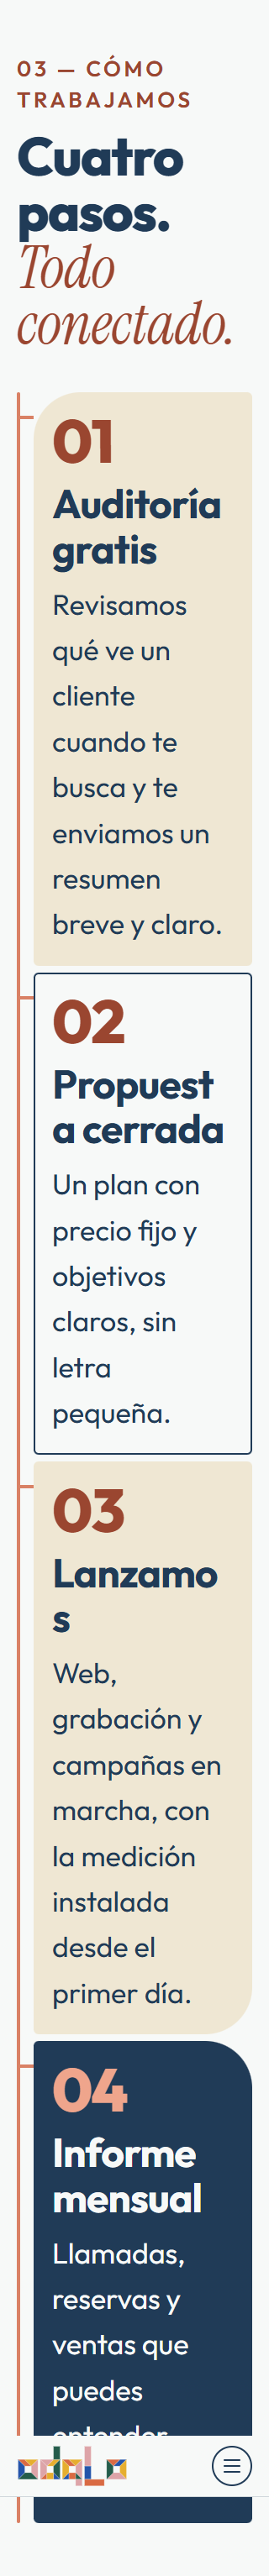 03 — CÓMO
TRABAJAMOS
Cuatro
pasos.
Todo
conectado.
01
Auditoría
gratis
Revisamos
qué ve un
cliente
cuando te
busca y te
enviamos un
resumen
breve y claro.
02
Propuest
a cerrada
Un plan con
precio fijo y
objetivos
claros, sin
letra
pequeña.
03
Lanzamo
s
Web,
grabación y
campañas en
marcha, con
la medición
instalada
desde el
primer día.
04
Informe
mensual
Llamadas,
reservas y
ventas que
puedes